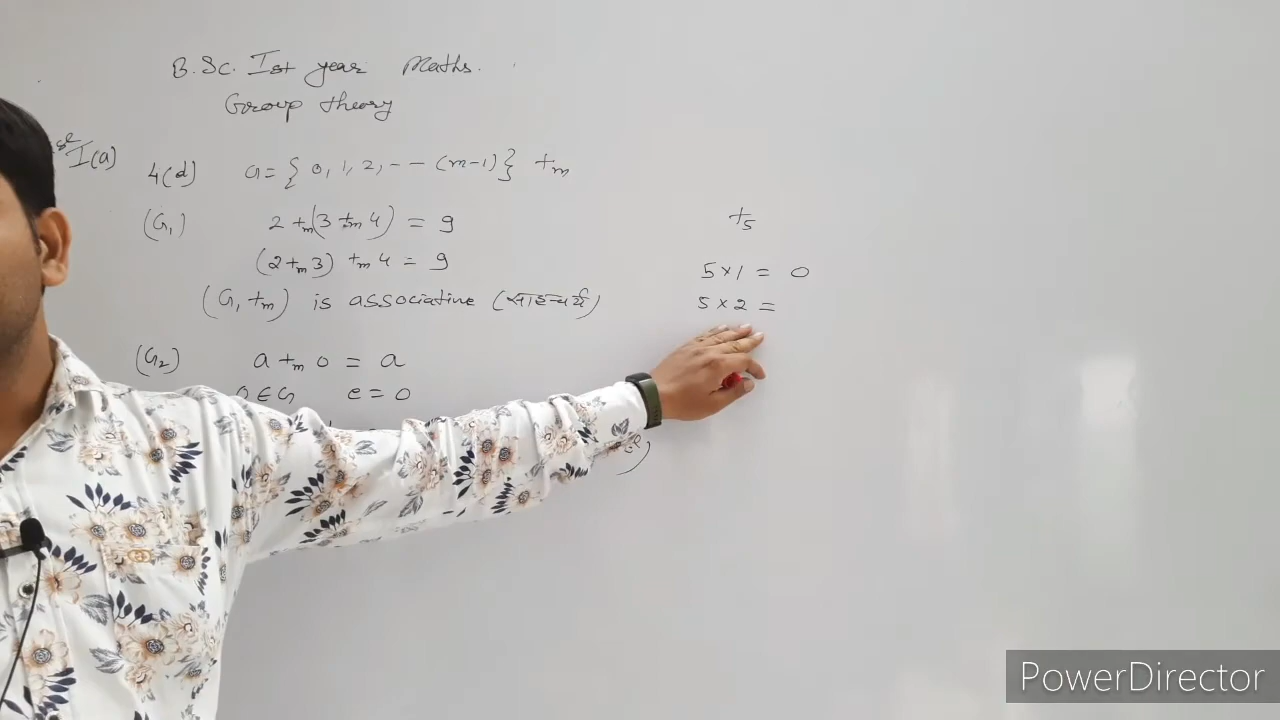 B.Sc. Ist year Maths.
Group theory
I(a)
4(d) G = { 0, 1, 2, -- (m-1)} +m
(G1) 2 +m (3 +m 4) = 9
(2 +m 3) +m 4 = 9
(G, +m) is associative (साहचर्य)
(G2) a +m 0 = a
0 ∈ G e = 0
+5
5 × 1 = 0
5 × 2 =
PowerDirector